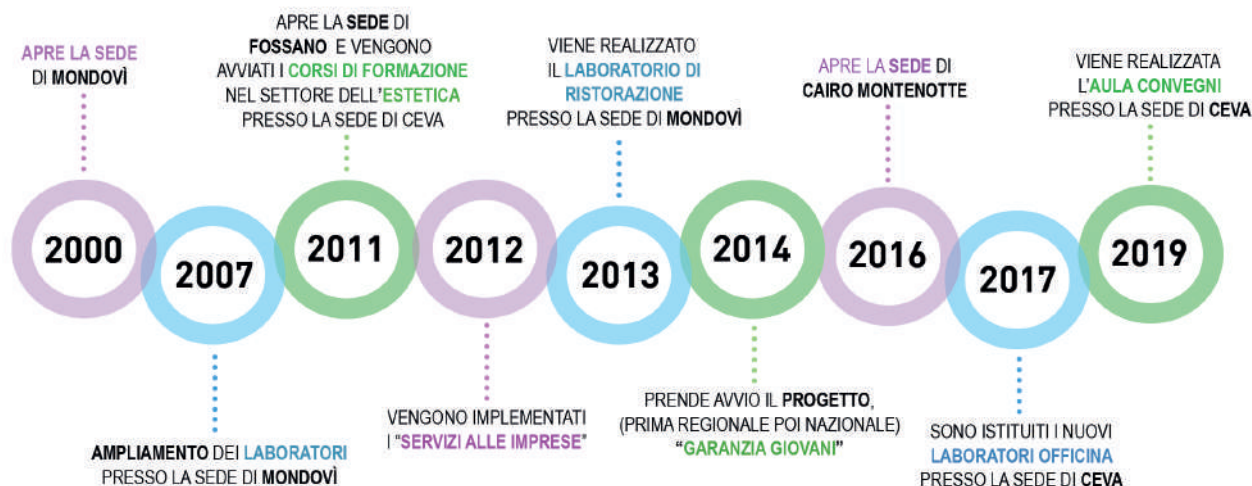 APRE LA SEDE
DI MONDOVÌ
2000
2007
AMPLIAMENTO DEI LABORATORI
PRESSO LA SEDE DI MONDOVÌ
APRE LA SEDE DI
FOSSANO E VENGONO
AVVIATI I CORSI DI FORMAZIONE
NEL SETTORE DELL'ESTETICA
PRESSO LA SEDE DI CEVA
2011
2012
VENGONO IMPLEMENTATI
I “SERVIZI ALLE IMPRESE”
VIENE REALIZZATO
IL LABORATORIO DI
RISTORAZIONE
PRESSO LA SEDE DI MONDOVÌ
2013
2014
PRENDE AVVIO IL PROGETTO,
(PRIMA REGIONALE POI NAZIONALE)
“GARANZIA GIOVANI”
APRE LA SEDE DI
CAIRO MONTENOTTE
2016
2017
SONO ISTITUITI I NUOVI
LABORATORI OFFICINA
PRESSO LA SEDE DI CEVA
VIENE REALIZZATA
L'AULA CONVEGNI
PRESSO LA SEDE DI CEVA
2019